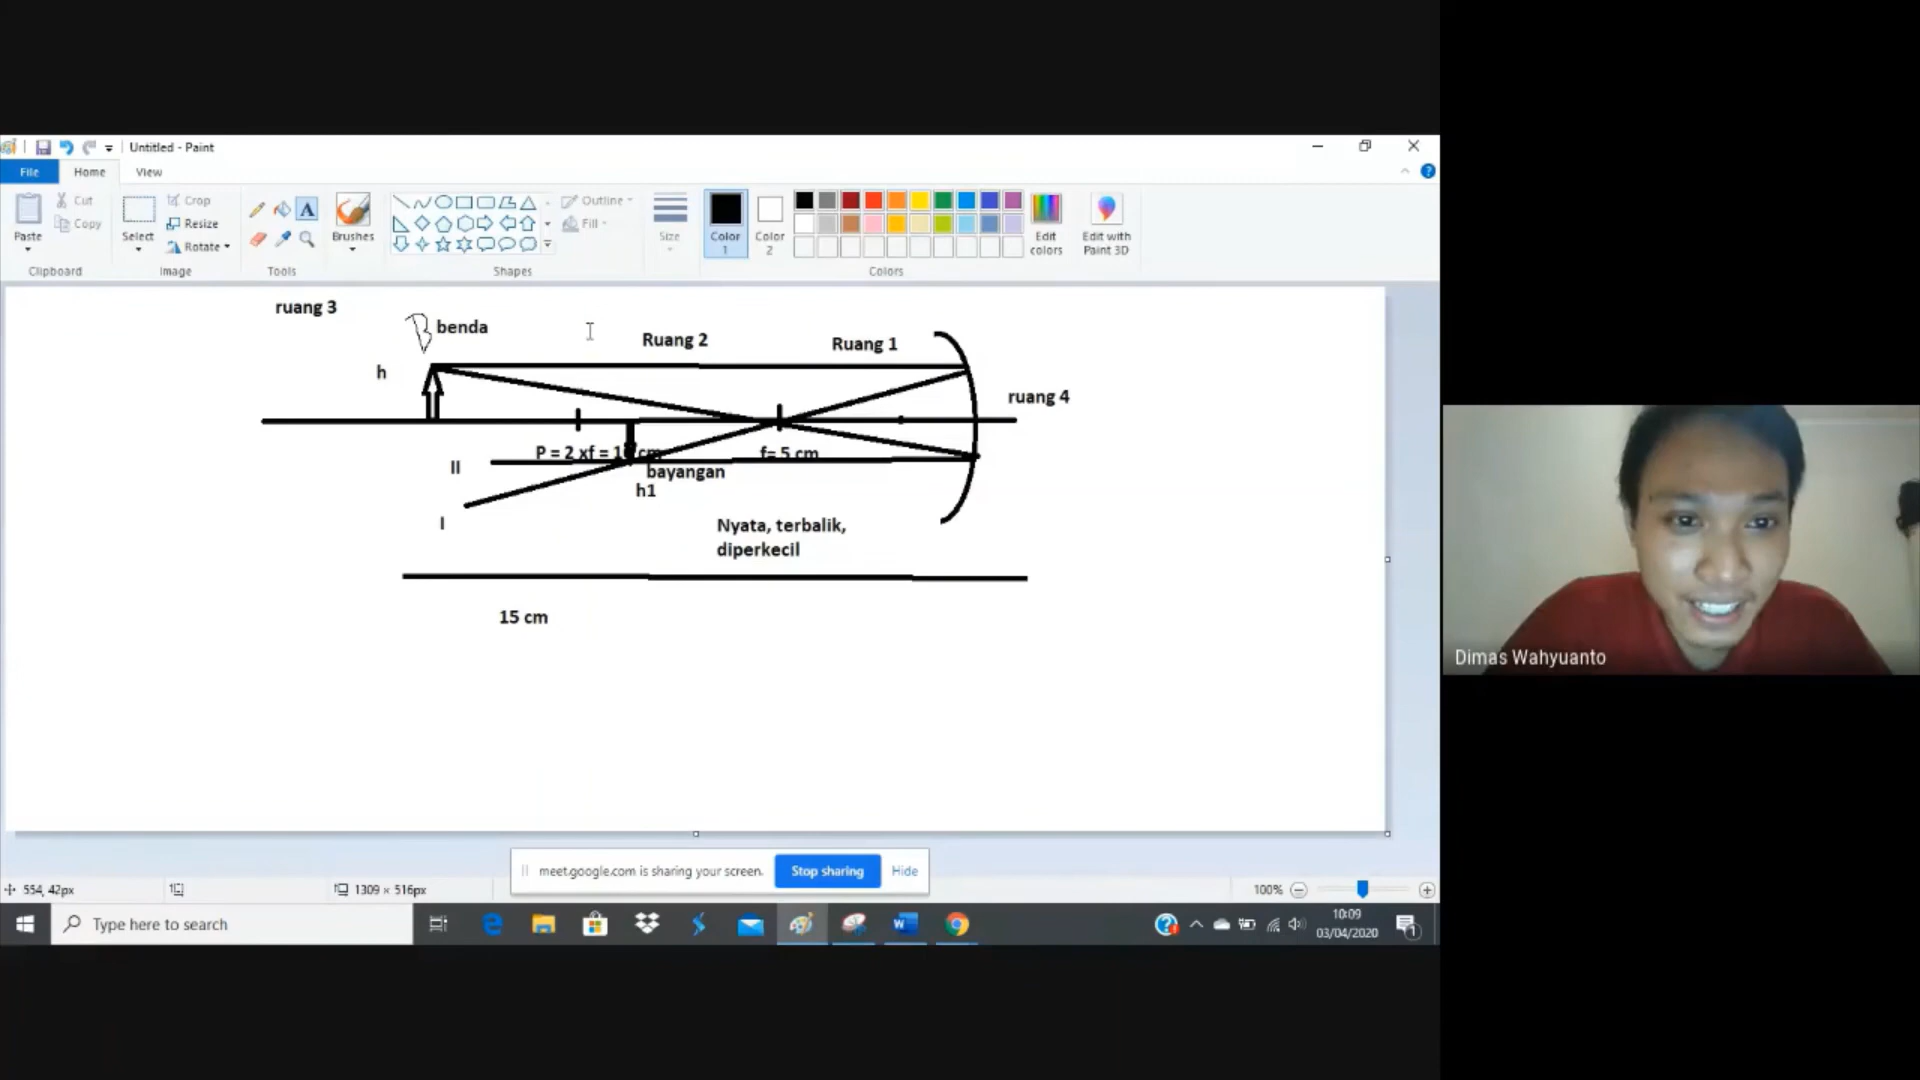 Untitled - Paint
File
Home
View
Paste
Cut
Copy
Clipboard
Select
Crop
Resize
Rotate
Image
A
Tools
Brushes
Shapes
Outline
Fill
Size
Color
1
Color
2
Colors
Edit
colors
Edit with
Paint 3D
ruang 3
benda
Ruang 2
Ruang 1
h
ruang 4
P = 2 xf = 1 cm
f= 5 cm
II
bayangan
h1
I
Nyata, terbalik,
diperkecil
15 cm
Dimas Wahyuanto
meet.google.com is sharing your screen.
Stop sharing
Hide
554, 42px
1309 × 516px
100%
Type here to search
10:09
03/04/2020
1